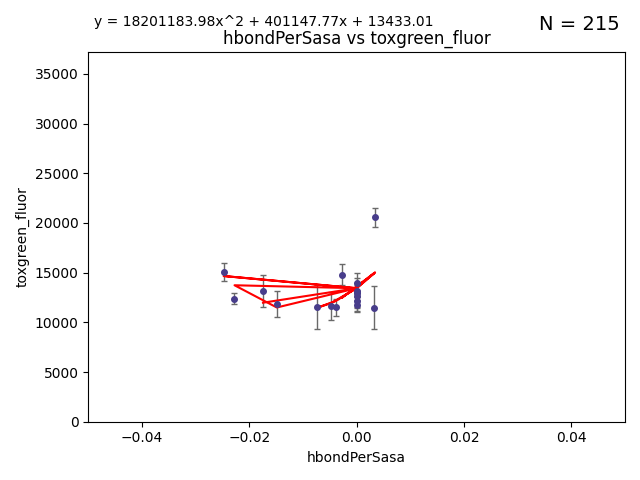 y = 18201183.98x^2 + 401147.77x + 13433.01
N = 215
hbondPerSasa vs toxgreen_fluor
35000
30000
25000
20000
15000
10000
5000
0
toxgreen_fluor
−0.04
−0.02
0.00
0.02
0.04
hbondPerSasa